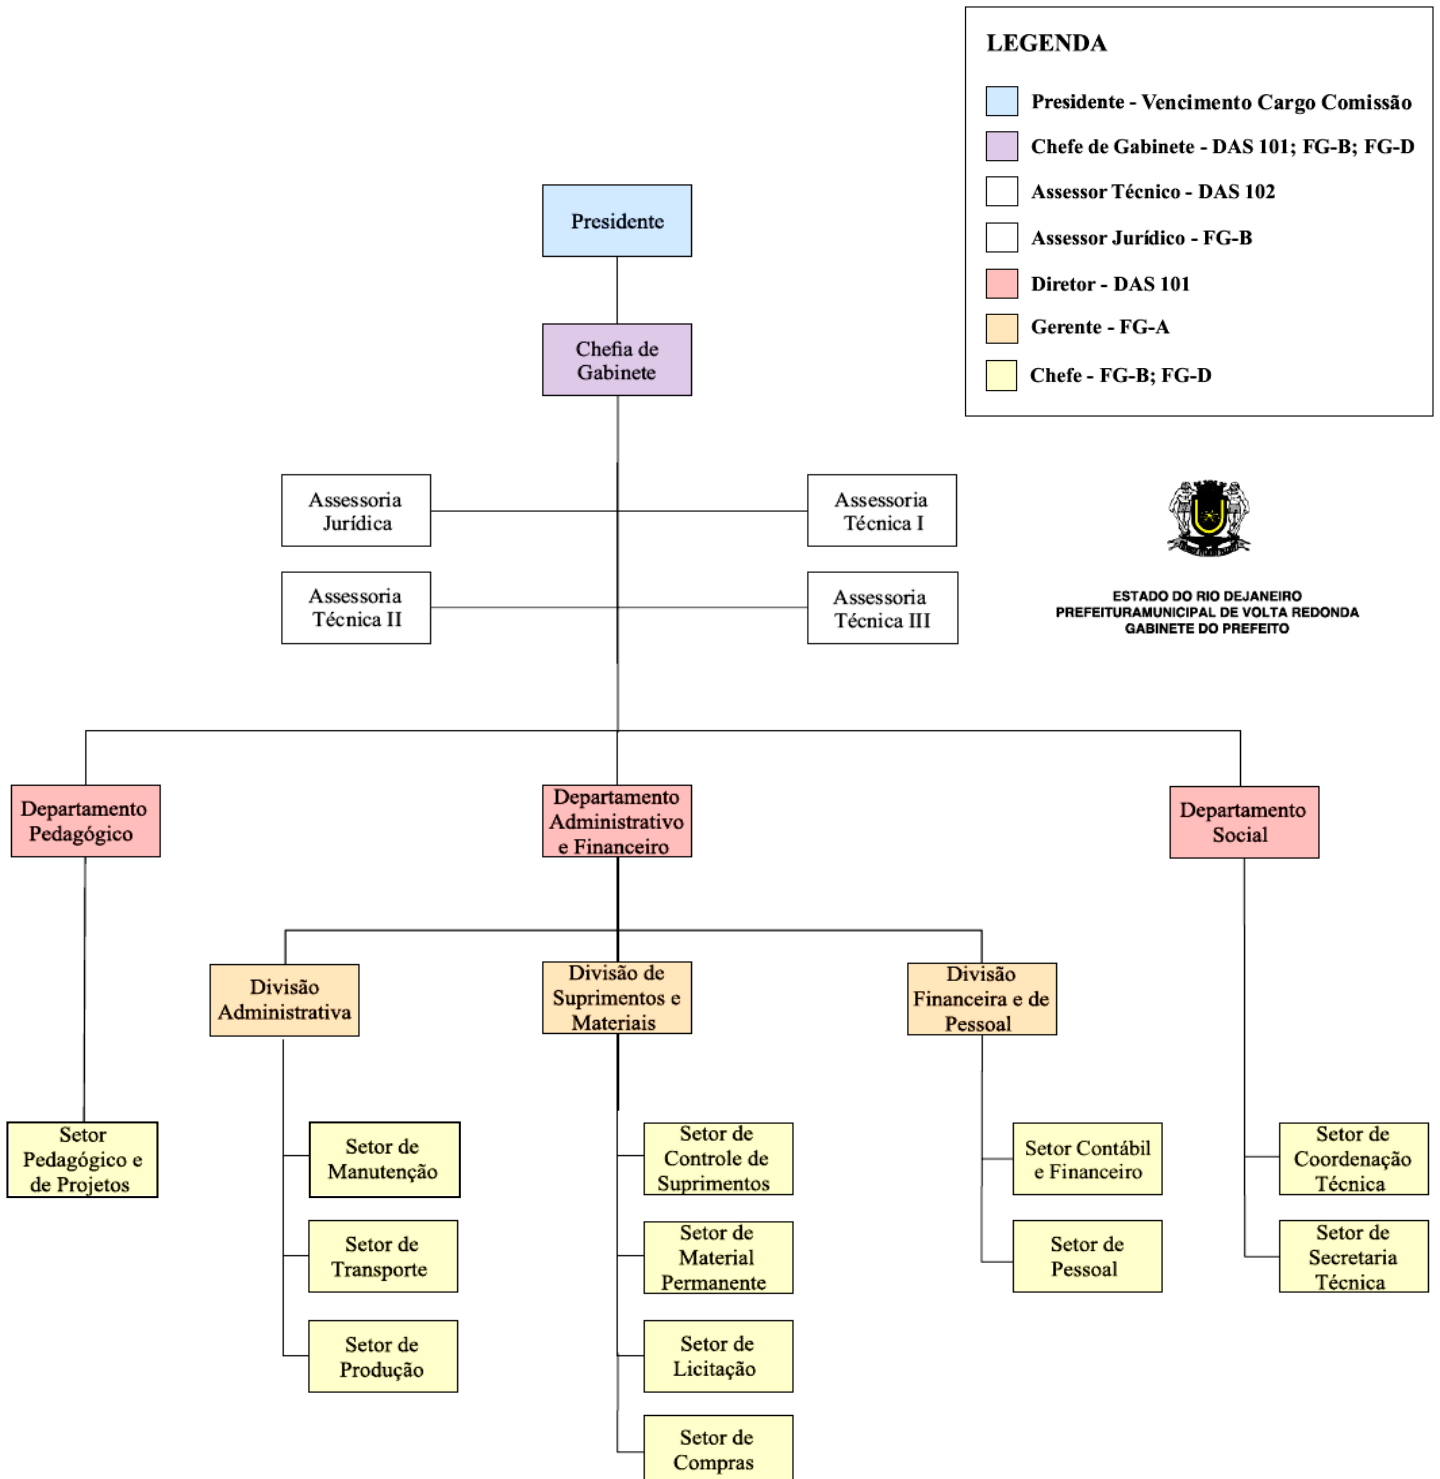 LEGENDA
Presidente - Vencimento Cargo Comissão
Chefe de Gabinete - DAS 101; FG-B; FG-D
Assessor Técnico - DAS 102
Assessor Jurídico - FG-B
Diretor - DAS 101
Gerente - FG-A
Chefe - FG-B; FG-D
Presidente
Chefia de
Gabinete
Assessoria
Jurídica
Assessoria
Técnica I
Assessoria
Técnica II
Assessoria
Técnica III
ESTADO DO RIO DEJANEIRO
PREFEITURAMUNICIPAL DE VOLTA REDONDA
GABINETE DO PREFEITO
Departamento
Pedagógico
Departamento
Administrativo
e Financeiro
Departamento
Social
Divisão
Administrativa
Divisão de
Suprimentos e
Materiais
Divisão
Financeira e de
Pessoal
Setor
Pedagógico e
de Projetos
Setor de
Manutenção
Setor de
Controle de
Suprimentos
Setor Contábil
e Financeiro
Setor de
Coordenação
Técnica
Setor de
Transporte
Setor de
Material
Permanente
Setor de
Pessoal
Setor de
Secretaria
Técnica
Setor de
Produção
Setor de
Licitação
Setor de
Compras